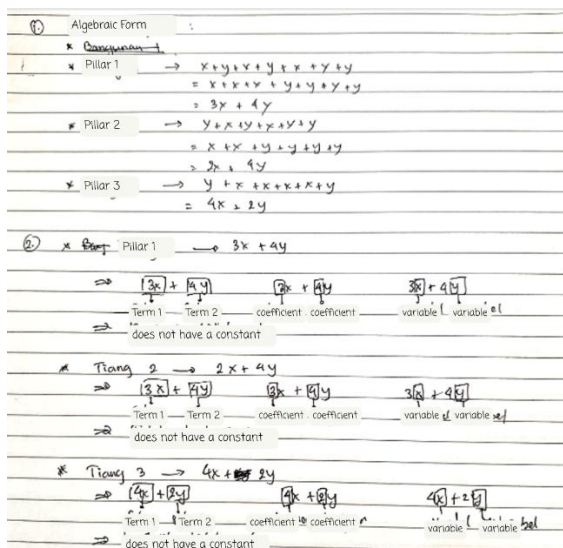 1. Algebraic Form :
* Bangunan 1
* Pillar 1 → x+y+x+y+x+y+y
= x+x+x+y+y+y+y
= 3x + 4y
* Pillar 2 → y+x+y+x+y+y
= x+x+y+y+y+y
= 2x + 4y
* Pillar 3 → y+x+x+x+x+y
= 4x + 2y
2. * Pillar 1 → 3x + 4y
⇒ 3x + 4y 3x + 4y 3x + 4y
Term 1 Term 2 coefficient coefficient variable variable
⇒ does not have a constant
* Tiang 2 → 2x + 4y
⇒ 3x + 4y 3x + 4y 3x + 4y
Term 1 Term 2 coefficient coefficient variable variable
⇒ does not have a constant
* Tiang 3 → 4x + 2y
⇒ 4x + 2y 4x + 2y 4x + 2y
Term 1 Term 2 coefficient coefficient variable variable
⇒ does not have a constant